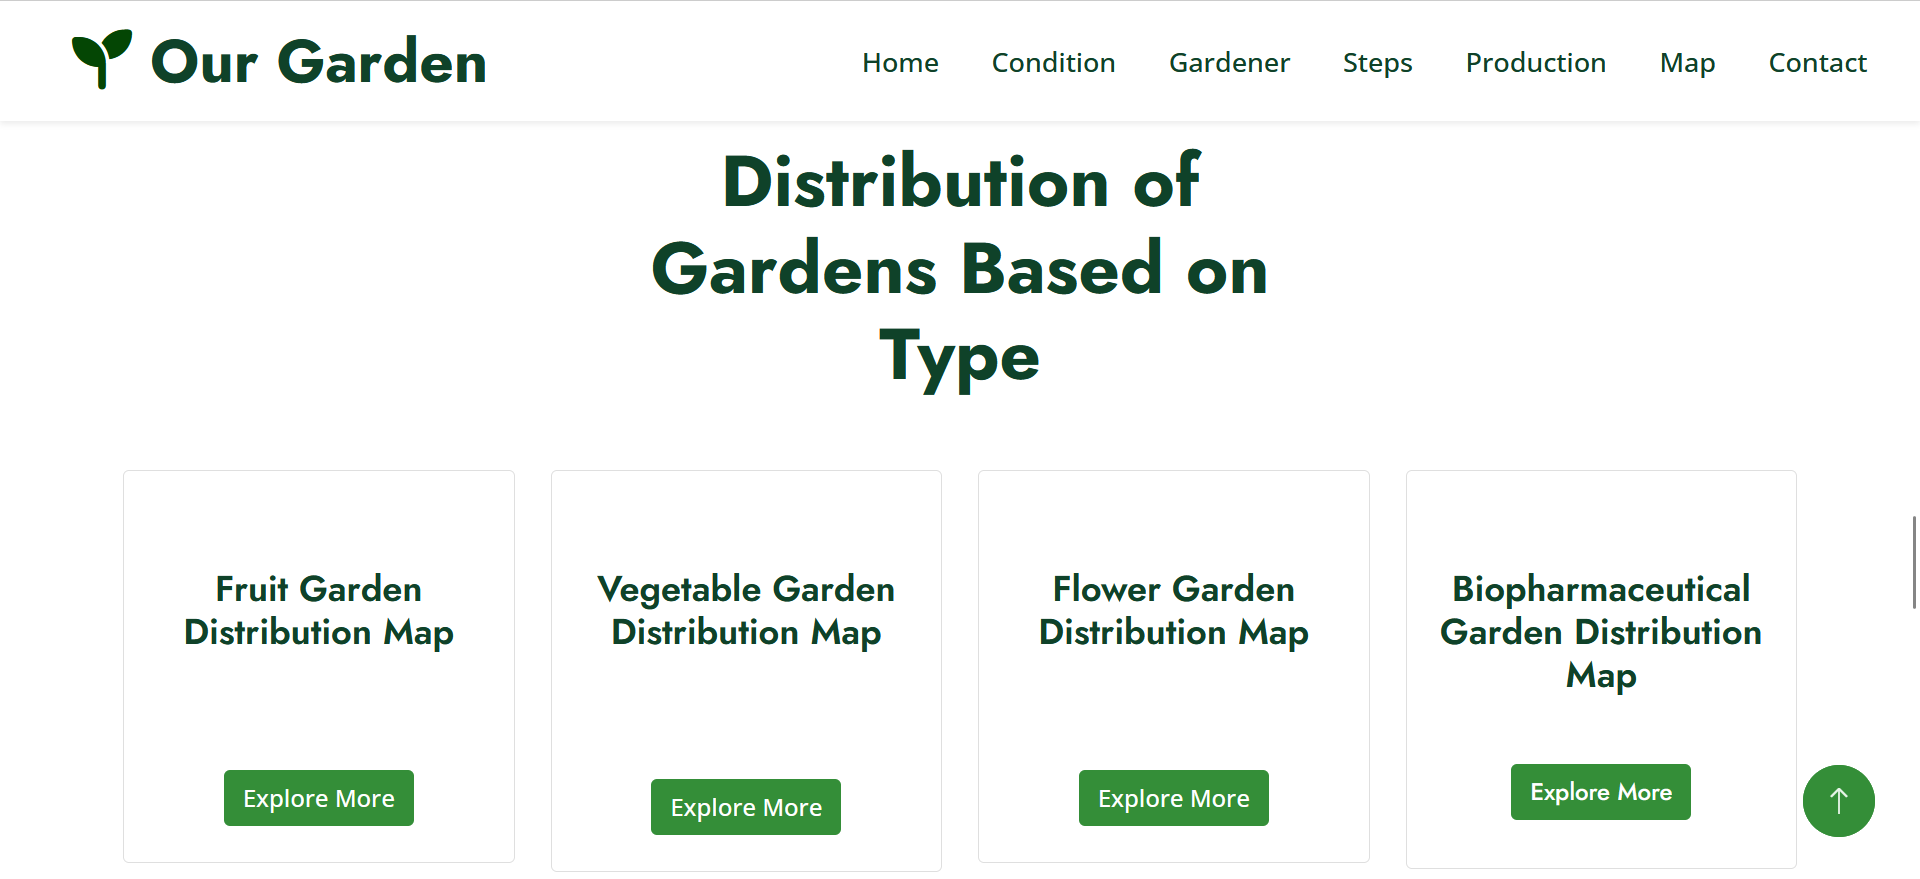 Our Garden
Home Condition Gardener Steps Production Map Contact
Distribution of
Gardens Based on
Type
Fruit Garden
Distribution Map
Explore More
Vegetable Garden
Distribution Map
Explore More
Flower Garden
Distribution Map
Explore More
Biopharmaceutical
Garden Distribution
Map
Explore More